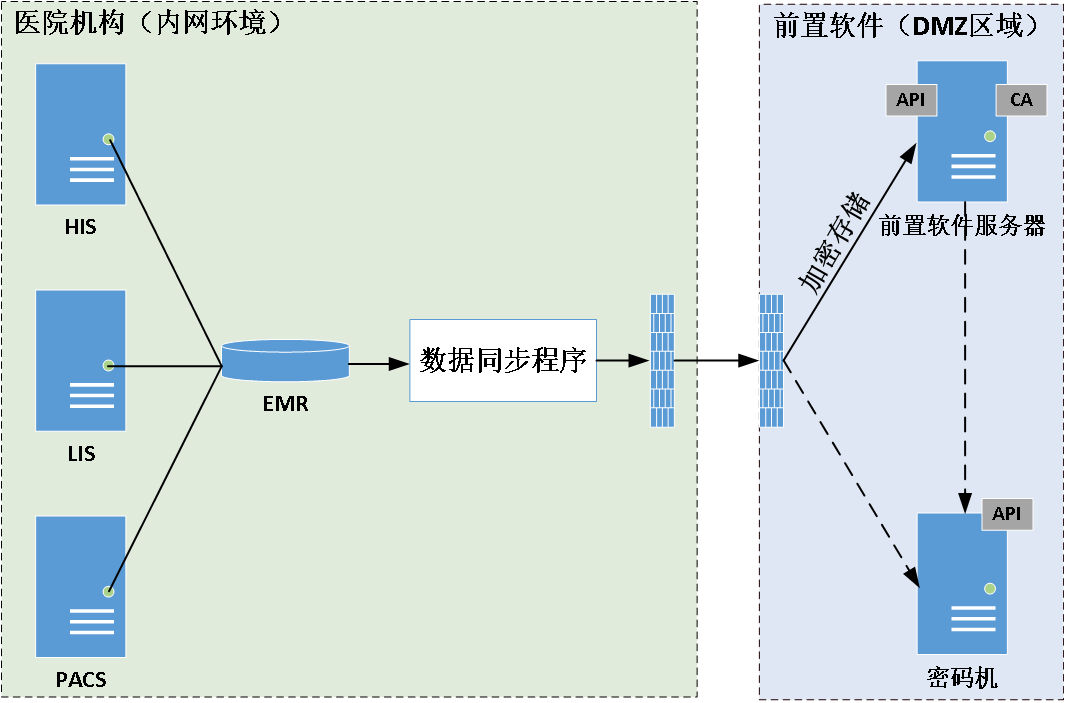 医院机构（内网环境）
HIS
LIS
PACS
EMR
数据同步程序
前置软件（DMZ区域）
API
CA
前置软件服务器
加密存储
API
密码机